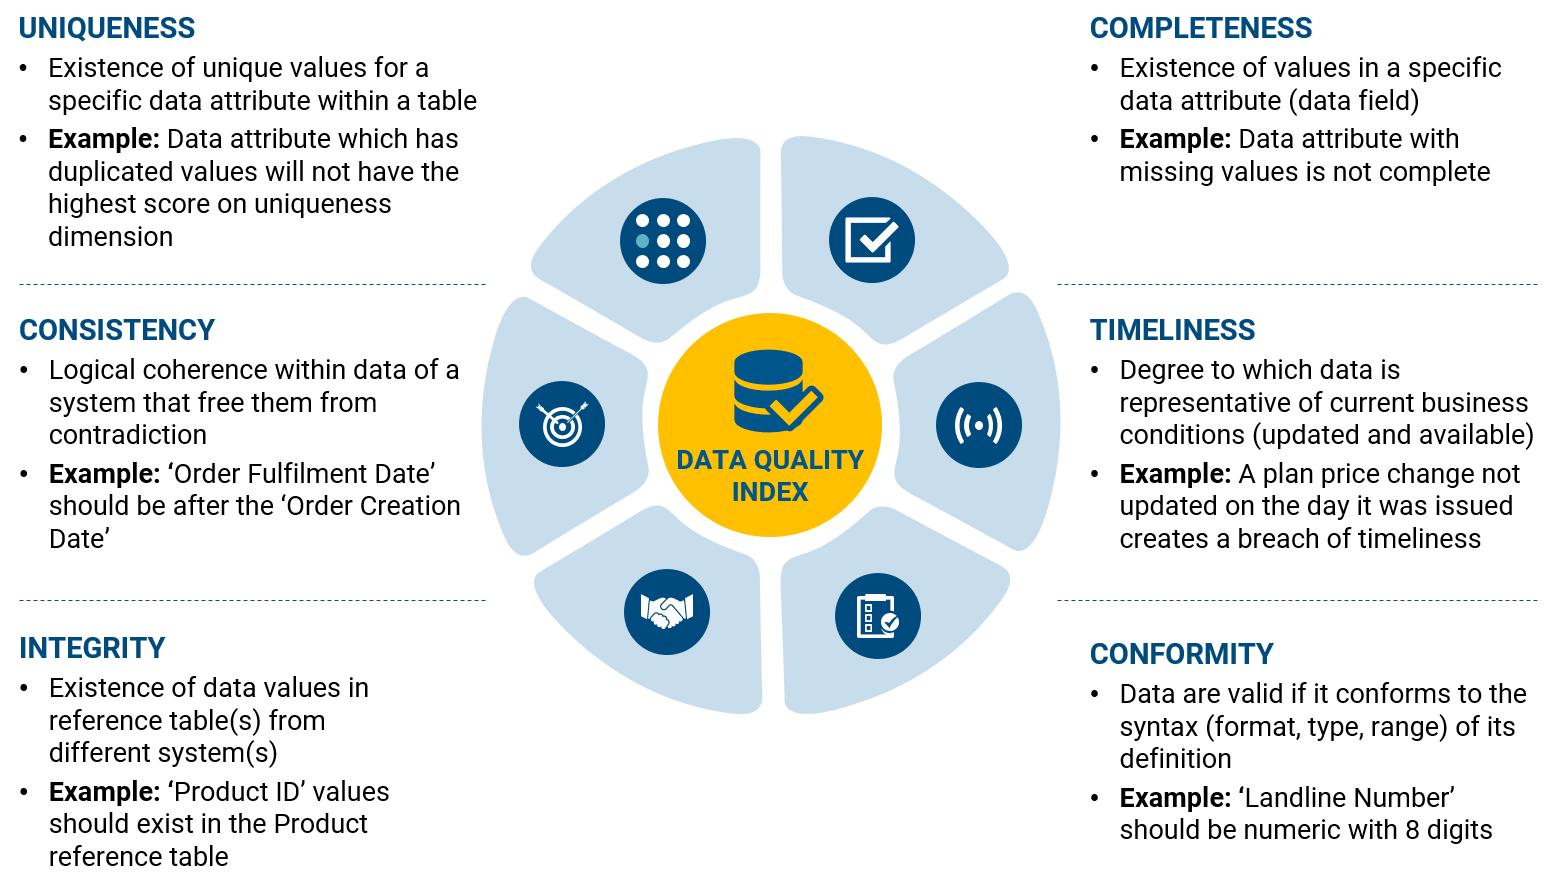 UNIQUENESS
• Existence of unique values for a
specific data attribute within a table
• Example: Data attribute which has
duplicated values will not have the
highest score on uniqueness
dimension
CONSISTENCY
• Logical coherence within data of a
system that free them from
contradiction
• Example: ‘Order Fulfilment Date’
should be after the ‘Order Creation
Date’
INTEGRITY
• Existence of data values in
reference table(s) from
different system(s)
• Example: ‘Product ID’ values
should exist in the Product
reference table
DATA QUALITY
INDEX
COMPLETENESS
• Existence of values in a specific
data attribute (data field)
• Example: Data attribute with
missing values is not complete
TIMELINESS
• Degree to which data is
representative of current business
conditions (updated and available)
• Example: A plan price change not
updated on the day it was issued
creates a breach of timeliness
CONFORMITY
• Data are valid if it conforms to the
syntax (format, type, range) of its
definition
• Example: ‘Landline Number’
should be numeric with 8 digits